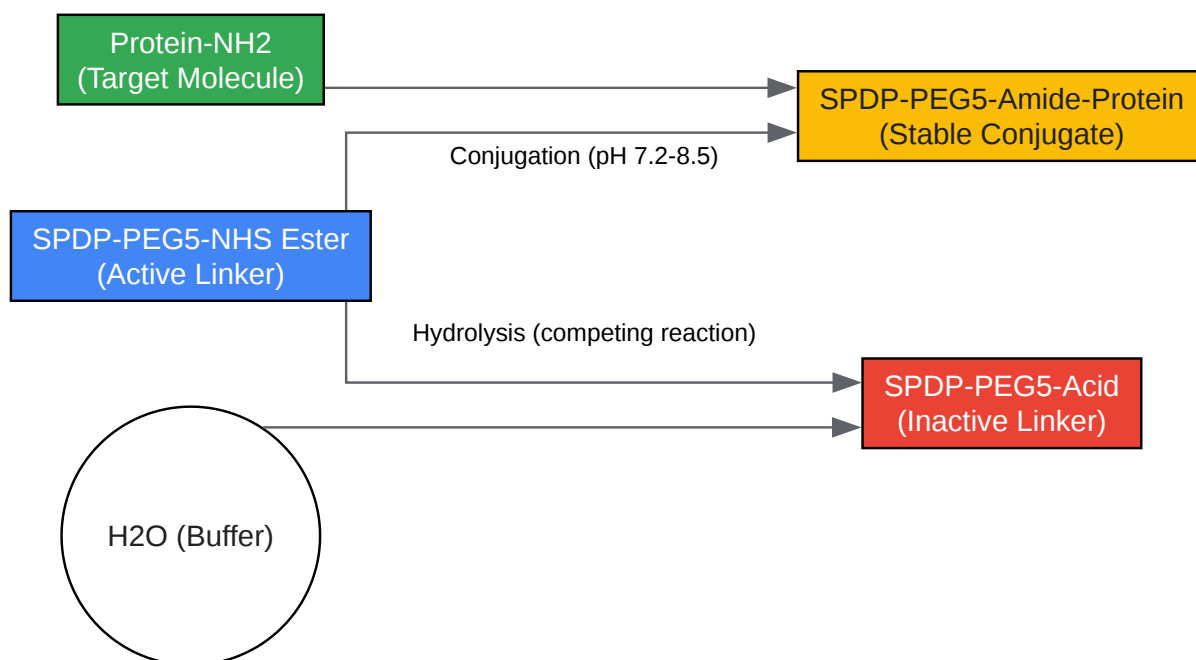 Protein-NH2
(Target Molecule)
SPDP-PEG5-Amide-Protein
(Stable Conjugate)
Conjugation (pH 7.2-8.5)
SPDP-PEG5-NHS Ester
(Active Linker)
Hydrolysis (competing reaction)
SPDP-PEG5-Acid
(Inactive Linker)
H2O (Buffer)